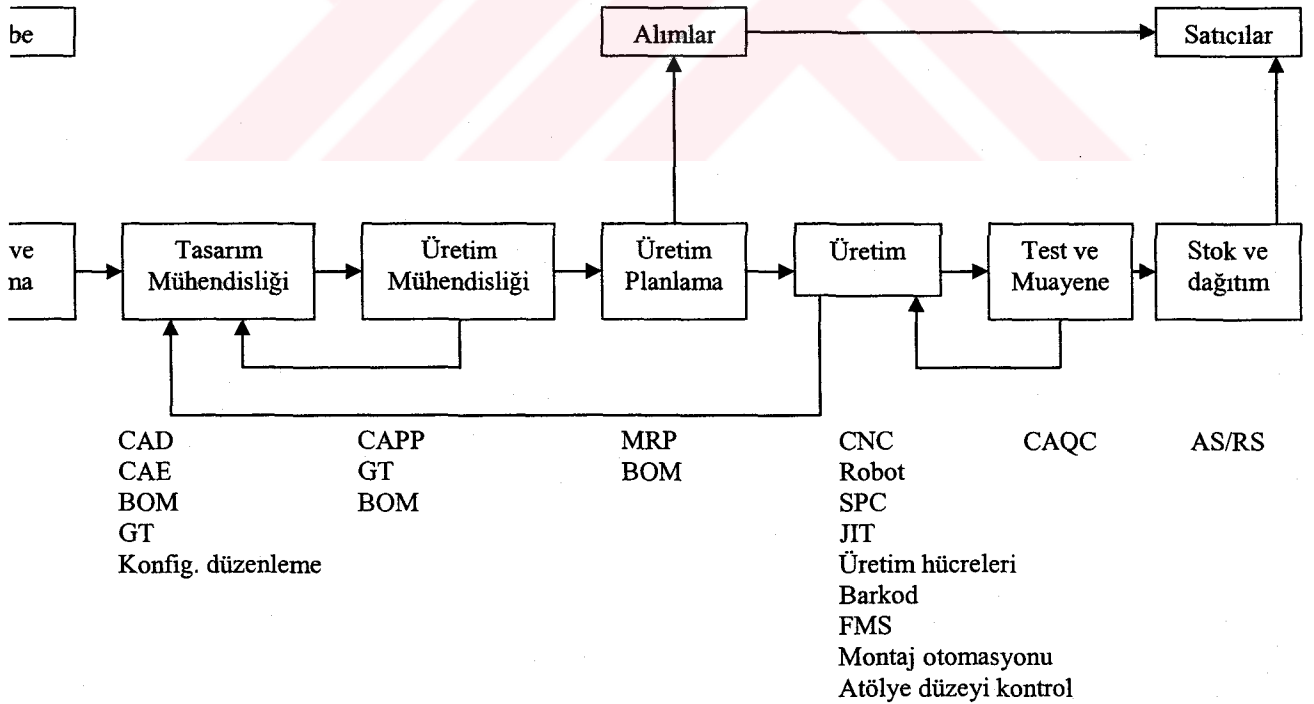 be
Alımlar
Satıcılar
ve
ma
Tasarım
Mühendisliği
Üretim
Mühendisliği
Üretim
Planlama
Üretim
Test ve
Muayene
Stok ve
dağıtım
CAD
CAE
BOM
GT
Konfig. düzenleme
CAPP
GT
BOM
MRP
BOM
CNC
Robot
SPC
JIT
Üretim hücreleri
Barkod
FMS
Montaj otomasyonu
Atölye düzeyi kontrol
CAQC
AS/RS